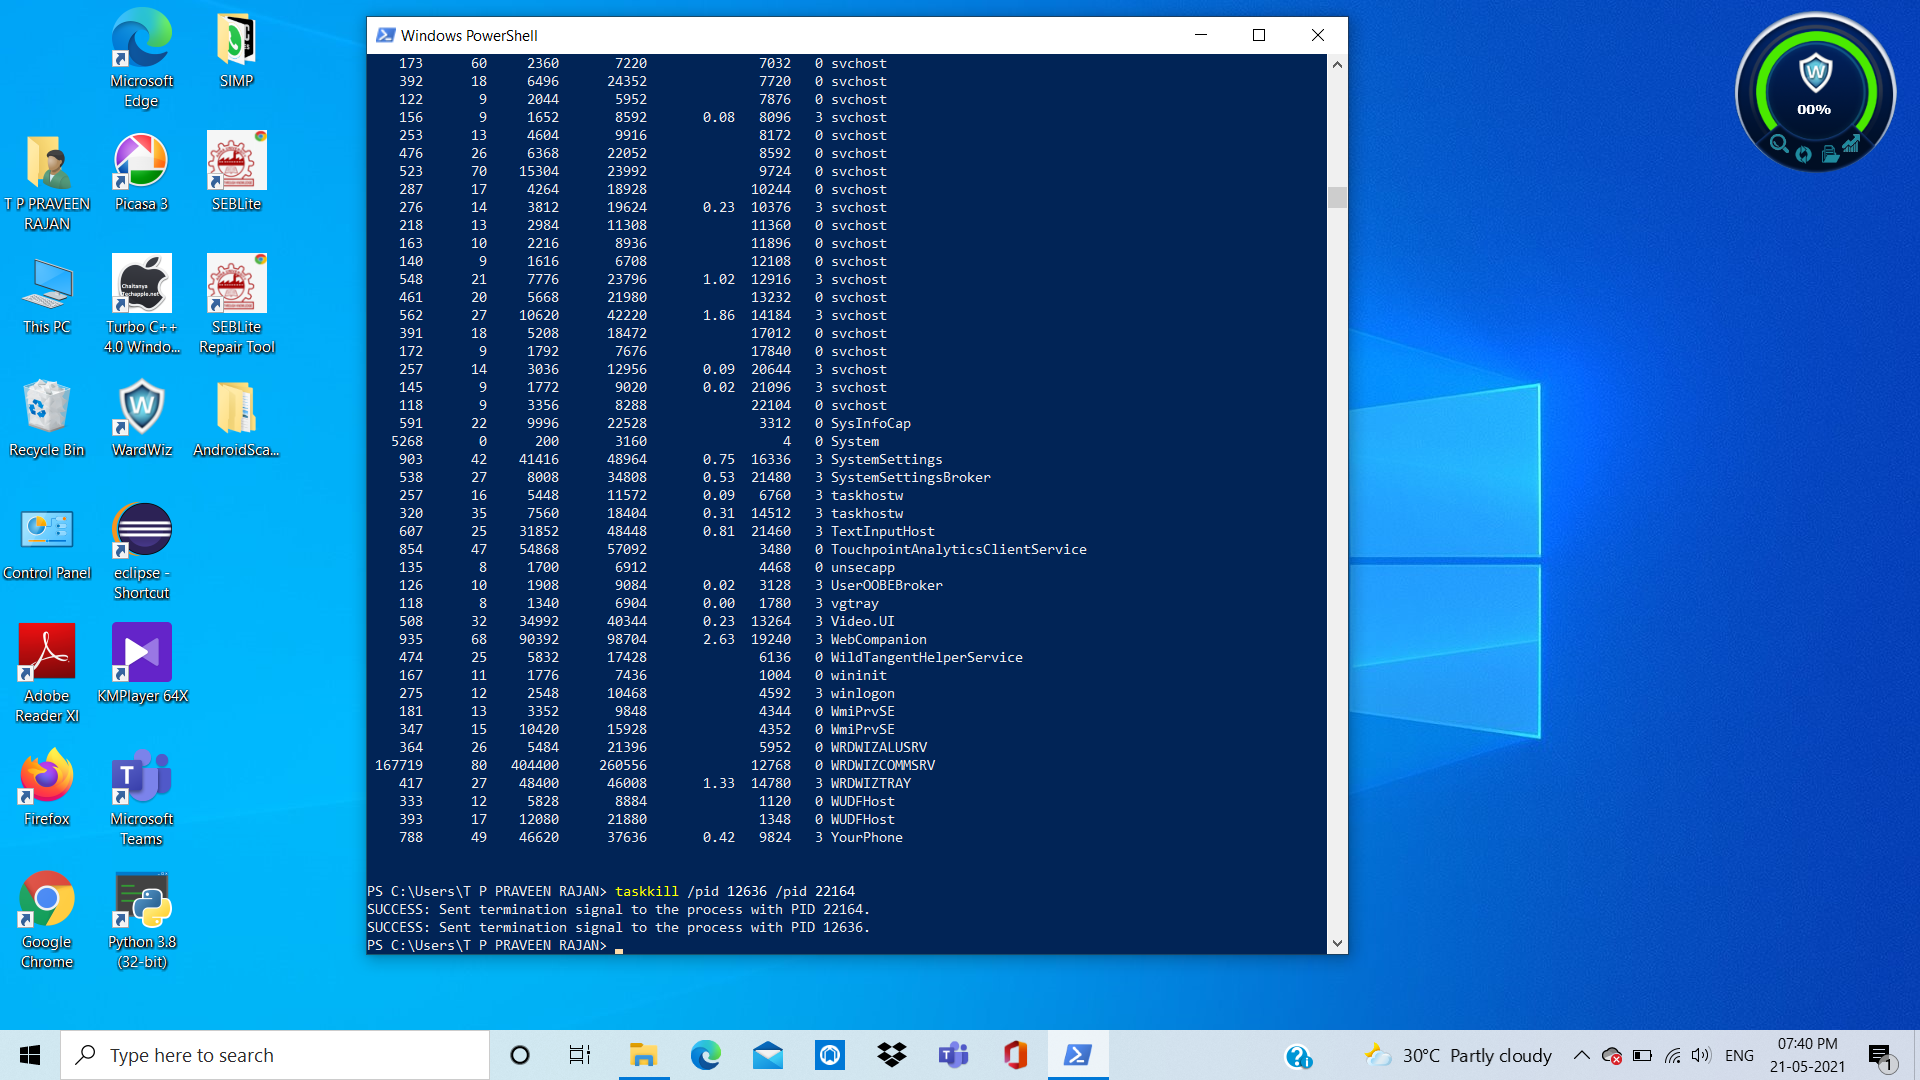 Microsoft
Edge
SIMP
T P PRAVEEN
RAJAN
Picasa 3
SEBLite
This PC
Chaitanya
Techapple.net
Turbo C++
4.0 Windo...
SEBLite
Repair Tool
Recycle Bin
WardWiz
AndroidSca...
Control Panel
eclipse -
Shortcut
Adobe
Reader XI
KMPlayer 64X
Firefox
Microsoft
Teams
Google
Chrome
Python 3.8
(32-bit)
Windows PowerShell
173 60 2360 7220 7032 0 svchost
392 18 6496 24352 7720 0 svchost
122 9 2044 5952 7876 0 svchost
156 9 1652 8592 0.08 8096 3 svchost
253 13 4604 9916 8172 0 svchost
476 26 6368 22052 8592 0 svchost
523 70 15304 23992 9724 0 svchost
287 17 4264 18928 10244 0 svchost
276 14 3812 19624 0.23 10376 3 svchost
218 13 2984 11308 11360 0 svchost
163 10 2216 8936 11896 0 svchost
140 9 1616 6708 12108 0 svchost
548 21 7776 23796 1.02 12916 3 svchost
461 20 5668 21980 13232 0 svchost
562 27 10620 42220 1.86 14184 3 svchost
391 18 5208 18472 17012 0 svchost
172 9 1792 7676 17840 0 svchost
257 14 3036 12956 0.09 20644 3 svchost
145 9 1772 9020 0.02 21096 3 svchost
118 9 3356 8288 22104 0 svchost
591 22 9996 22528 3312 0 SysInfoCap
5268 0 200 3160 4 0 System
903 42 41416 48964 0.75 16336 3 SystemSettings
538 27 8008 34808 0.53 21480 3 SystemSettingsBroker
257 16 5448 11572 0.09 6760 3 taskhostw
320 35 7560 18404 0.31 14512 3 taskhostw
607 25 31852 48448 0.81 21460 3 TextInputHost
854 47 54868 57092 3480 0 TouchpointAnalyticsClientService
135 8 1700 6912 4468 0 unsecapp
126 10 1908 9084 0.02 3128 3 UserOOBEBroker
118 8 1340 6904 0.00 1780 3 vgtray
508 32 34992 40344 0.23 13264 3 Video.UI
935 68 90392 98704 2.63 19240 3 WebCompanion
474 25 5832 17428 6136 0 WildTangentHelperService
167 11 1776 7436 1004 0 wininit
275 12 2548 10468 4592 3 winlogon
181 13 3352 9848 4344 0 WmiPrvSE
347 15 10420 15928 4352 0 WmiPrvSE
364 26 5484 21396 5952 0 WRDWIZALUSRV
167719 80 404400 260556 12768 0 WRDWIZCOMMSRV
417 27 48400 46008 1.33 14780 3 WRDWIZTRAY
333 12 5828 8884 1120 0 WUDFHost
393 17 12080 21880 1348 0 WUDFHost
788 49 46620 37636 0.42 9824 3 YourPhone
PS C:\Users\T P PRAVEEN RAJAN> taskkill /pid 12636 /pid 22164
SUCCESS: Sent termination signal to the process with PID 22164.
SUCCESS: Sent termination signal to the process with PID 12636.
PS C:\Users\T P PRAVEEN RAJAN>
W
00%
Type here to search
30°C Partly cloudy
ENG
07:40 PM
21-05-2021
1